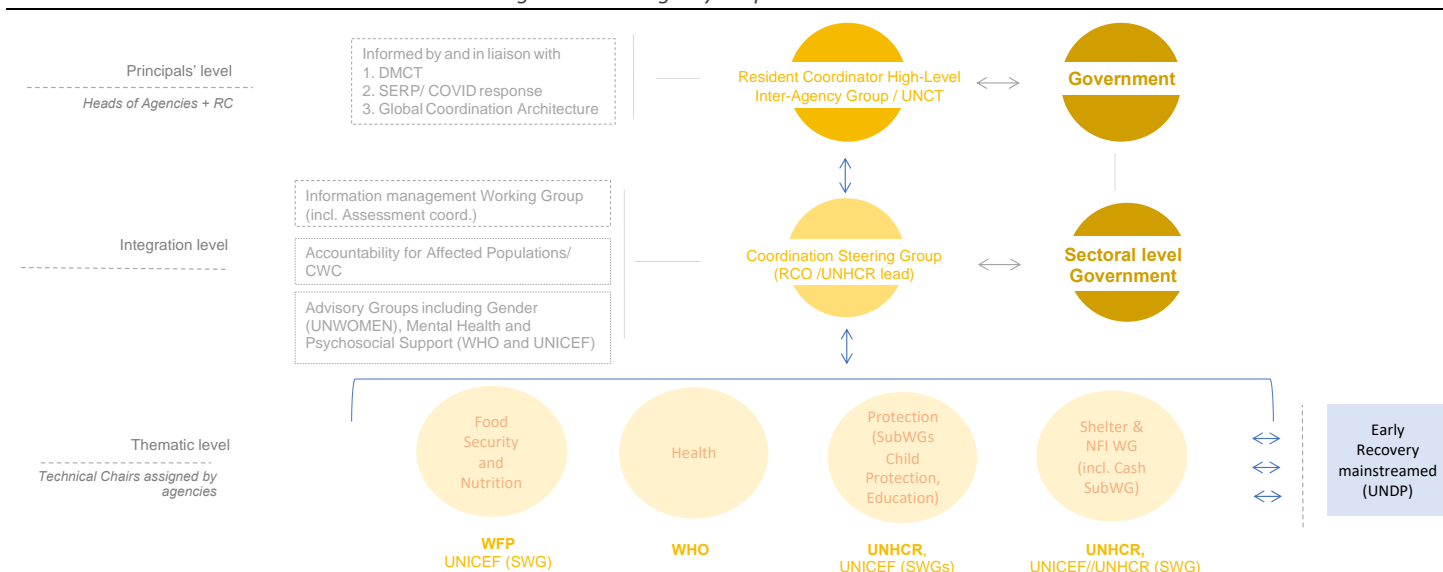 Principals' level
Heads of Agencies + RC
Informed by and in liaison with
1. DMCT
2. SERP/ COVID response
3. Global Coordination Architecture
Resident Coordinator High-Level
Inter-Agency Group / UNCT
Government
Integration level
Information management Working Group
(incl. Assessment coord.)
Accountability for Affected Populations/
CWC
Advisory Groups including Gender
(UNWOMEN), Mental Health and
Psychosocial Support (WHO and UNICEF)
Coordination Steering Group
(RCO /UNHCR lead)
Sectoral level
Government
Thematic level
Technical Chairs assigned by
agencies
Food
Security
and
Nutrition
Health
Protection
(SubWGs
Child
Protection,
Education)
Shelter &
NFI WG
(incl. Cash
SubWG)
Early
Recovery
mainstreamed
(UNDP)
WFP
UNICEF (SWG)
WHO
UNHCR,
UNICEF (SWGs)
UNHCR,
UNICEF//UNHCR (SWG)